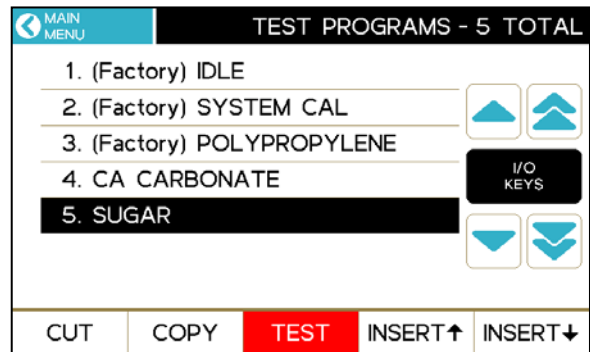 MAIN
MENU
TEST PROGRAMS - 5 TOTAL
1. (Factory) IDLE
2. (Factory) SYSTEM CAL
3. (Factory) POLYPROPYLENE
4. CA CARBONATE
5. SUGAR
I/O
KEYS
CUT
COPY
TEST
INSERT↑
INSERT↓